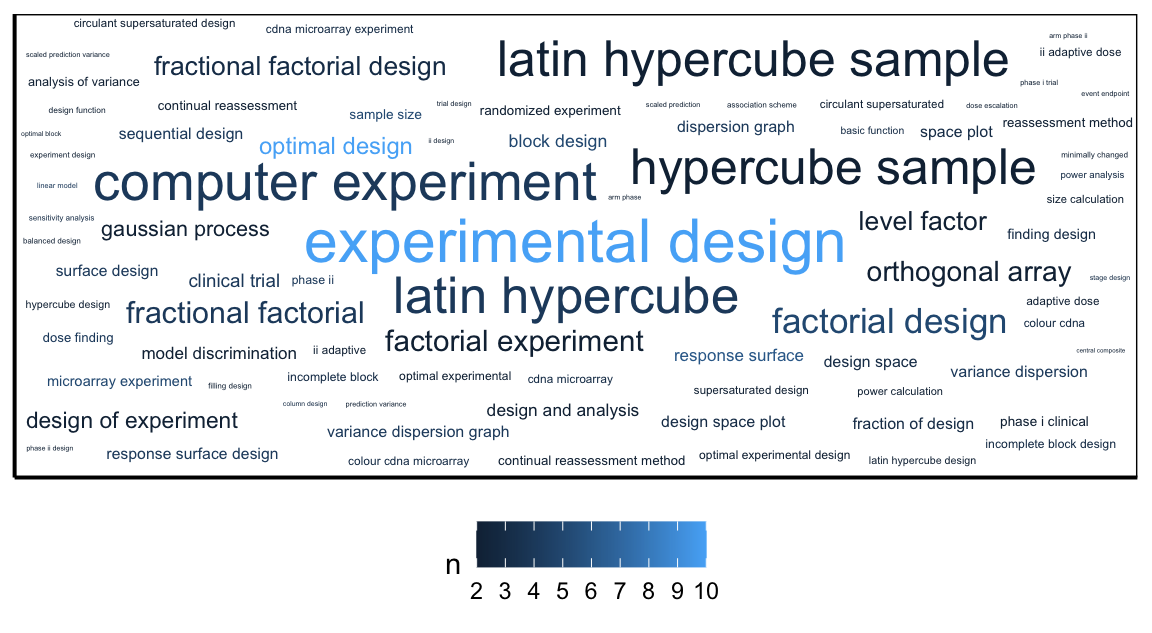 circulant supersaturated design
cdna microarray experiment
arm phase ii
latin hypercube sample
ii adaptive dose
scaled prediction variance
fractional factorial design
analysis of variance
phase i trial
event endpoint
continual reassessment
trial design
scaled prediction
association scheme
circulant supersaturated
dose escalation
design function
sample size
randomized experiment
reassessment method
dispersion graph
basic function
space plot
optimal block
sequential design
optimal design
ii design
block design
experiment design
hypercube sample
minimally changed
power analysis
linear model
computer experiment
arm phase
size calculation
sensitivity analysis
gaussian process
level factor
finding design
balanced design
experimental design
surface design
clinical trial
phase ii
orthogonal array
stage design
hypercube design
latin hypercube
adaptive dose
fractional factorial
factorial design
colour cdna
dose finding
factorial experiment
model discrimination
ii adaptive
response surface
design space
central composite
variance dispersion
microarray experiment
filling design
incomplete block
optimal experimental
cdna microarray
supersaturated design
power calculation
column design
prediction variance
design and analysis
design of experiment
design space plot
fraction of design
phase i clinical
variance dispersion graph
incomplete block design
phase ii design
response surface design
colour cdna microarray
continual reassessment method
optimal experimental design
latin hypercube design
n
2 3 4 5 6 7 8 9 10